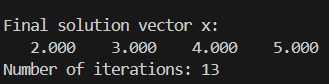 Final solution vector x:
2.000 3.000 4.000 5.000
Number of iterations: 13